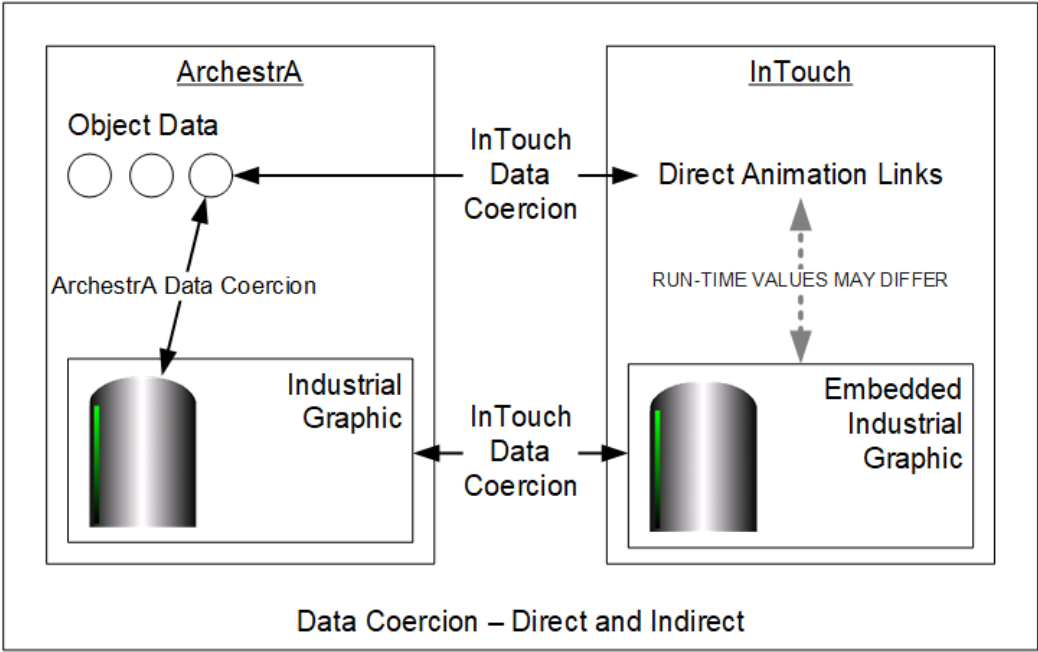 ArchestrA
Object Data
ArchestrA Data Coercion
Industrial
Graphic
InTouch
Data
Coercion
InTouch
Data
Coercion
InTouch
Direct Animation Links
RUN-TIME VALUES MAY DIFFER
Embedded
Industrial
Graphic
Data Coercion – Direct and Indirect